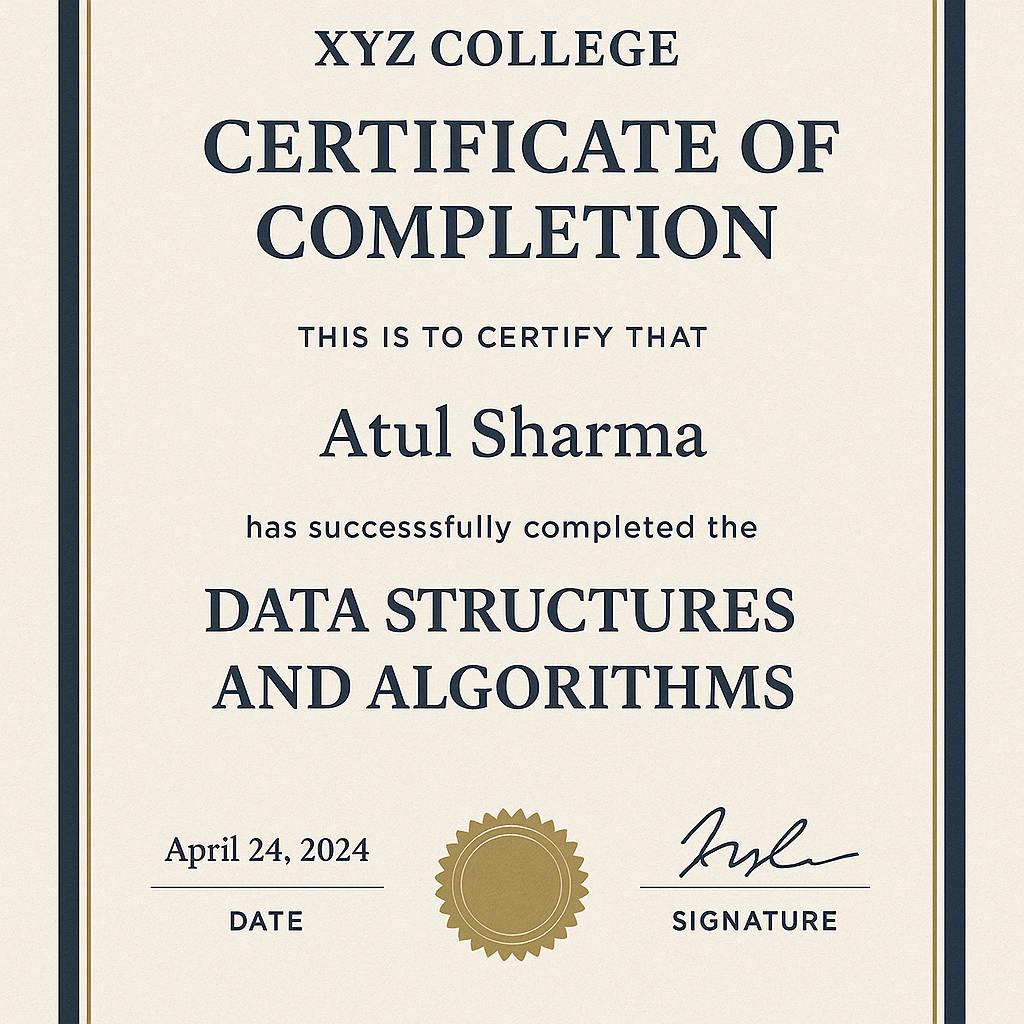 XYZ COLLEGE
CERTIFICATE OF
COMPLETION
THIS IS TO CERTIFY THAT
Atul Sharma
has successsfully completed the
DATA STRUCTURES
AND ALGORITHMS
April 24, 2024
DATE
SIGNATURE